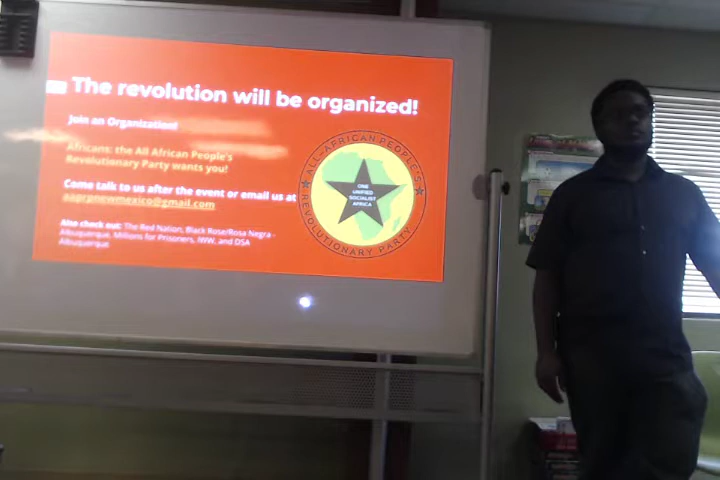 The revolution will be organized!
Join an Organization!
Africans: the All African People's
Revolutionary Party wants you!
Come talk to us after the event or email us at
aaprpnewmexico@gmail.com
Also check out: The Red Nation, Black Rose/Rosa Negra -
Albuquerque, Millions for Prisoners, IWW, and DSA
Albuquerque
ALL-AFRICAN PEOPLE'S
REVOLUTIONARY PARTY
ONE
UNIFIED
SOCIALIST
AFRICA